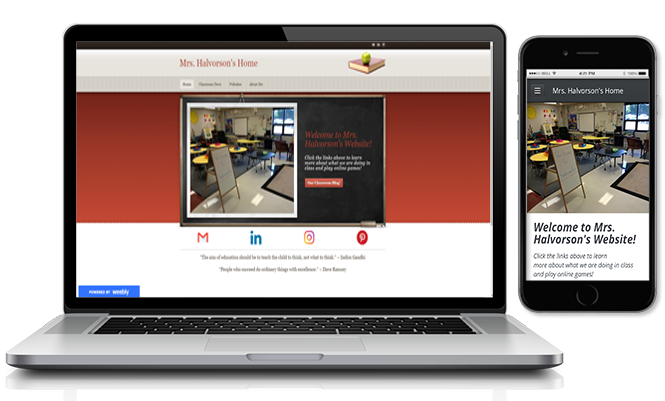 Mrs. Halvorson's Home
Home Classroom News Websites About Me
Welcome to Mrs.
Halvorson's Website!
Click the links above to learn
more about what we are doing in
class and play online games!
Our Classroom Blog!
"The aim of education should be to teach the child to think, not what to think." ~
"People who succeed do ordinary things with excellence." ~ Dave Ramsey
POWERED BY weebly
BELL 4:21 PM 100%
Mrs. Halvorson's Home
Welcome to Mrs.
Halvorson's Website!
Click the links above to learn
more about what we are doing in class
and play online games!